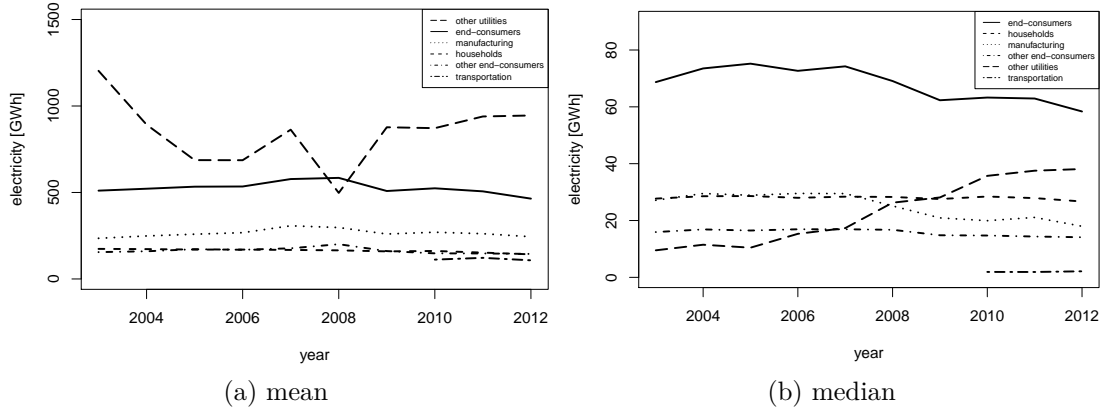 1500
1000
500
0
electricity [GWh]
other utilities
end−consumers
manufacturing
households
other end−consumers
transportation
2004 2006 2008 2010 2012
year
(a) mean
80
60
40
20
0
electricity [GWh]
end−consumers
households
manufacturing
other end−consumers
other utilities
transportation
2004 2006 2008 2010 2012
year
(b) median